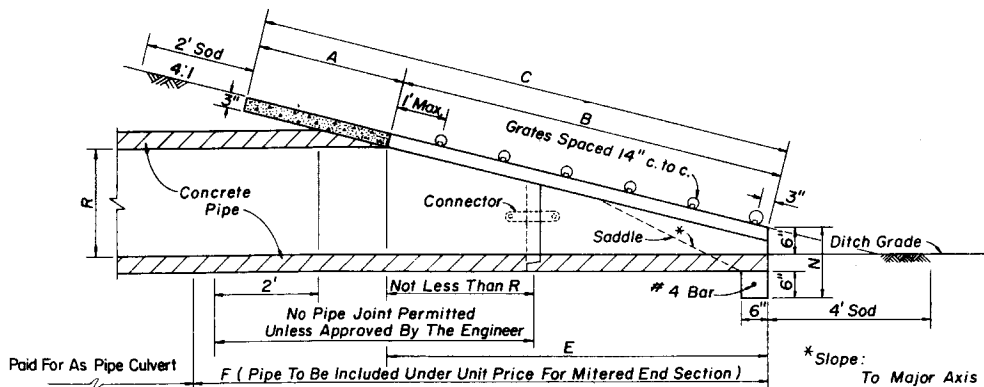 2' Sod
4:1
3"
A
C
B
1' Max.
Grates Spaced 14" c. to c.
3"
R
Concrete
Pipe
Connector
Saddle
*
6"
N
Ditch Grade
2'
Not Less Than R
# 4 Bar
6"
6"
4' Sod
No Pipe Joint Permitted
Unless Approved By The Engineer
E
*Slope:
To Major Axis
Paid For As Pipe Culvert
F ( Pipe To Be Included Under Unit Price For Mitered End Section )